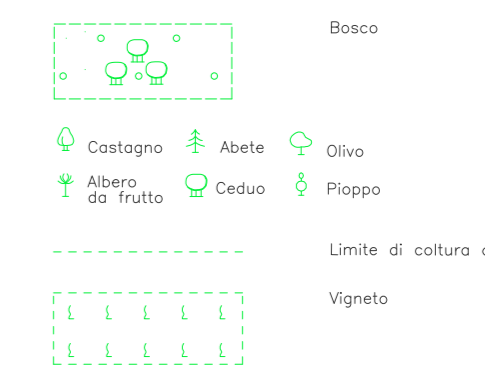 Bosco
Castagno
Abete
Olivo
Albero
da frutto
Ceduo
Pioppo
Limite di coltura
Vigneto